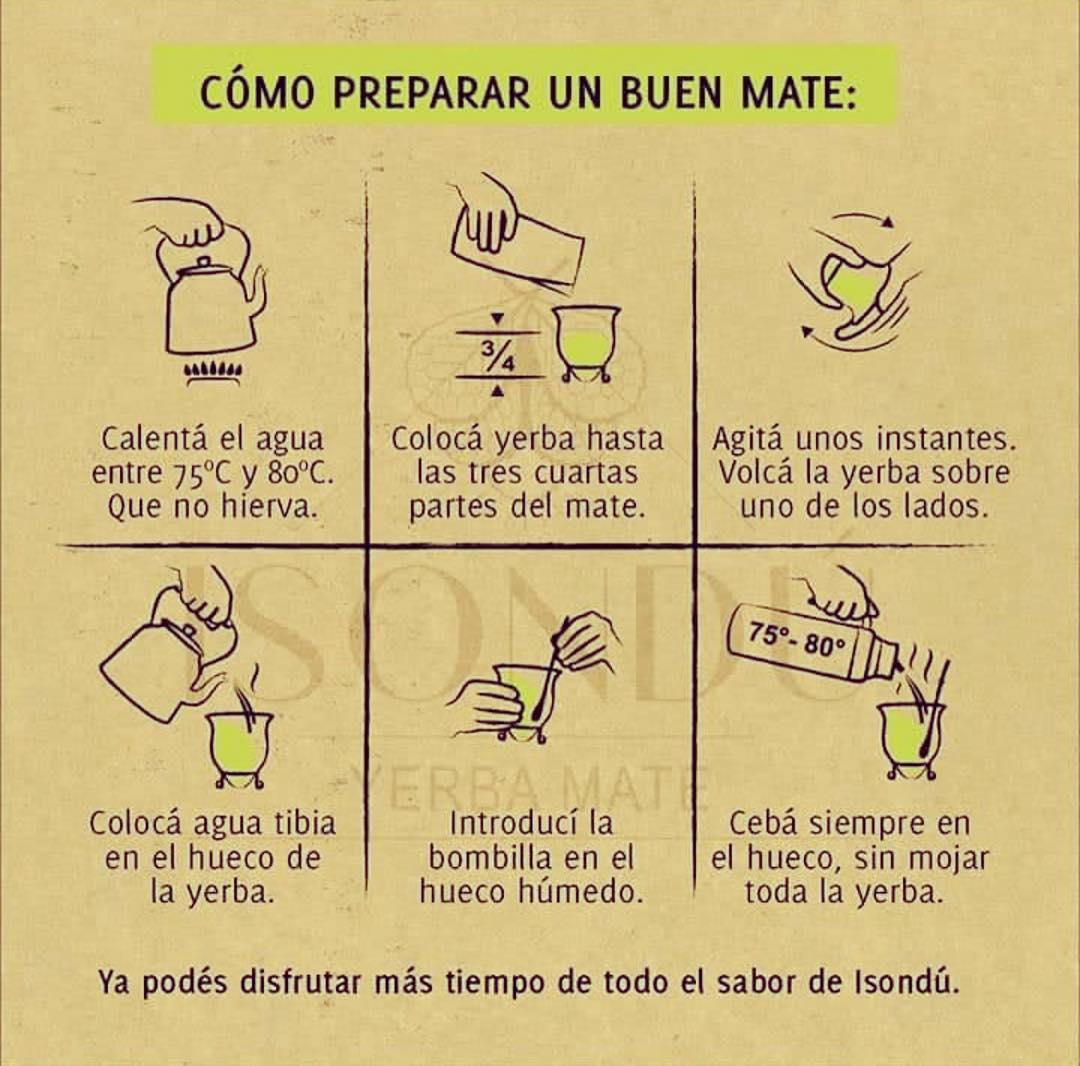 CÓMO PREPARAR UN BUEN MATE:
Calentá el agua
entre 75ºC y 80ºC.
Que no hierva.
3/4
Colocá yerba hasta
las tres cuartas
partes del mate.
Agitá unos instantes.
Volcá la yerba sobre
uno de los lados.
Colocá agua tibia
en el hueco de
la yerba.
Introducí la
bombilla en el
hueco húmedo.
75°- 80°
Cebá siempre en
el hueco, sin mojar
toda la yerba.
ISONDÚ
YERBA MATE
Ya podés disfrutar más tiempo de todo el sabor de Isondú.